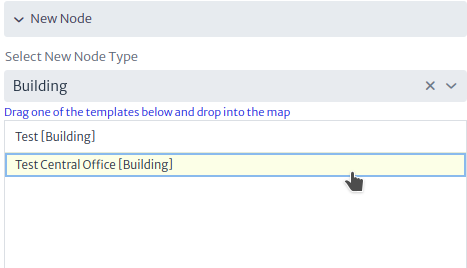 New Node
Select New Node Type
Building
Drag one of the templates below and drop into the map
Test [Building]
Test Central Office [Building]